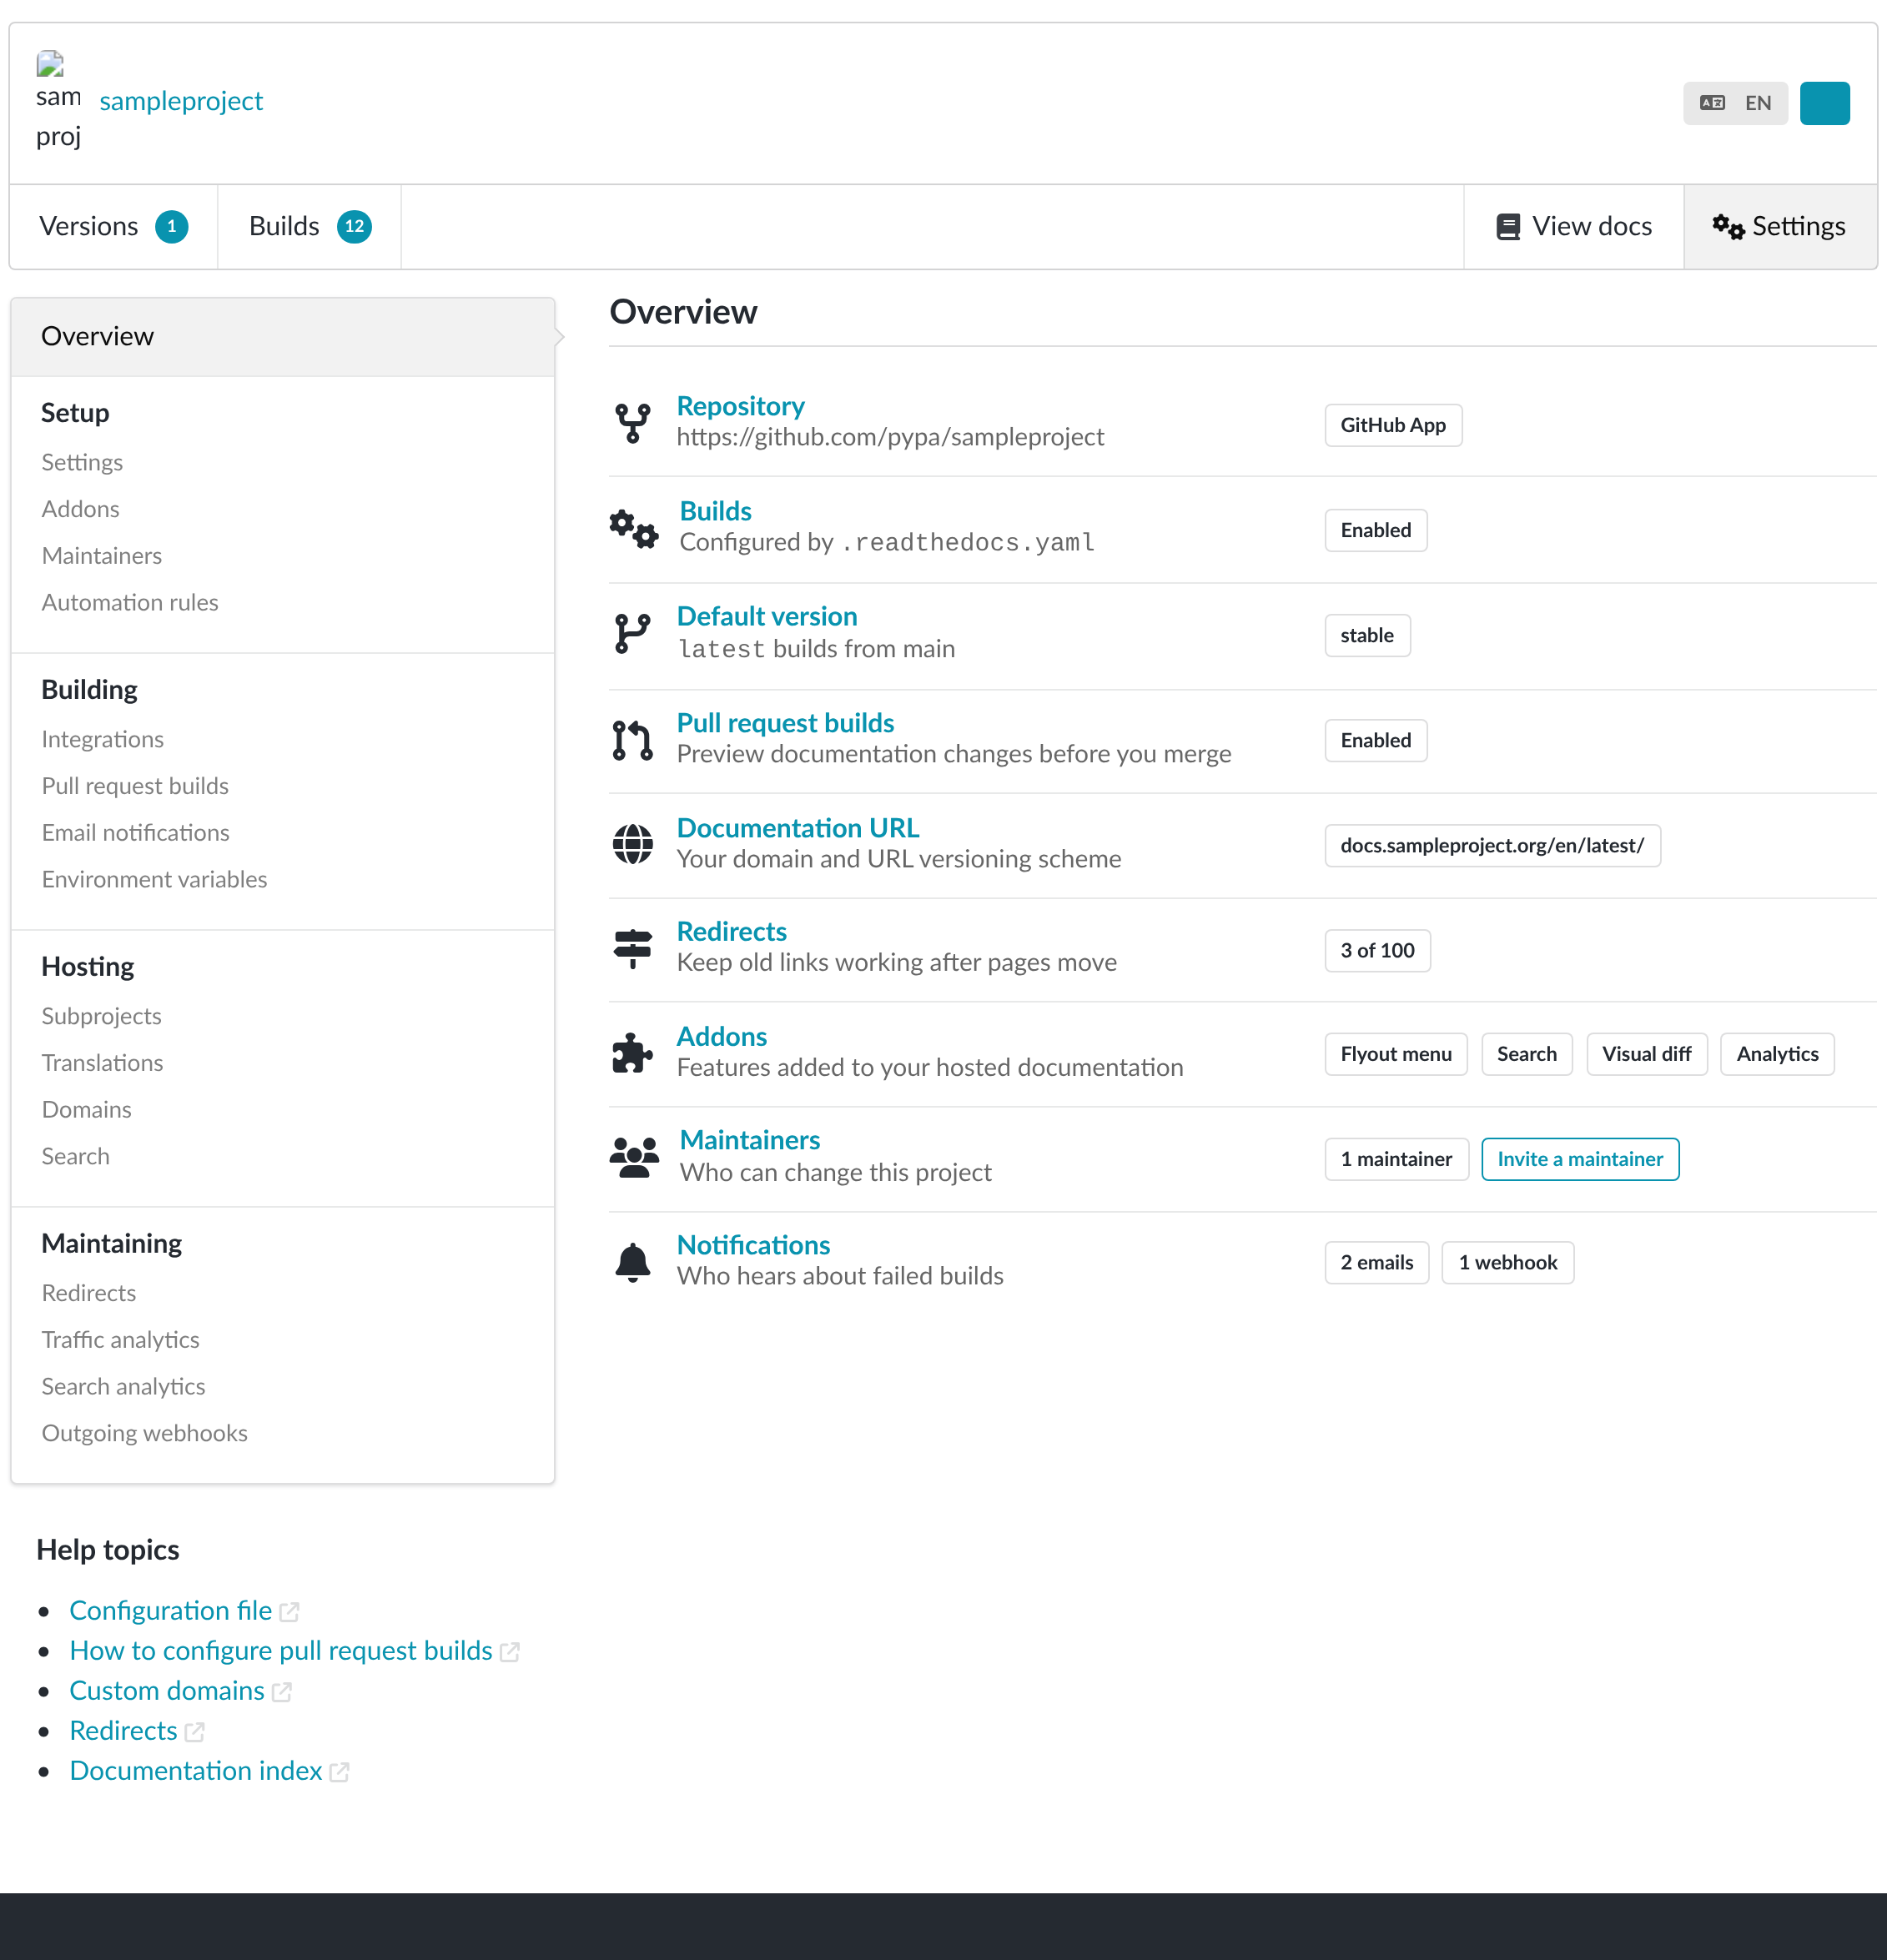 sam
proj
sampleproject
EN
Versions 1
Builds 12
View docs
Settings
Overview
Setup
Settings
Addons
Maintainers
Automation rules
Building
Integrations
Pull request builds
Email notifications
Environment variables
Hosting
Subprojects
Translations
Domains
Search
Maintaining
Redirects
Traffic analytics
Search analytics
Outgoing webhooks
Help topics
Configuration file
How to configure pull request builds
Custom domains
Redirects
Documentation index
Overview
Repository
https://github.com/pypa/sampleproject
GitHub App
Builds
Configured by .readthedocs.yaml
Enabled
Default version
latest builds from main
stable
Pull request builds
Preview documentation changes before you merge
Enabled
Documentation URL
Your domain and URL versioning scheme
docs.sampleproject.org/en/latest/
Redirects
Keep old links working after pages move
3 of 100
Addons
Features added to your hosted documentation
Flyout menu Search Visual diff Analytics
Maintainers
Who can change this project
1 maintainer Invite a maintainer
Notifications
Who hears about failed builds
2 emails 1 webhook